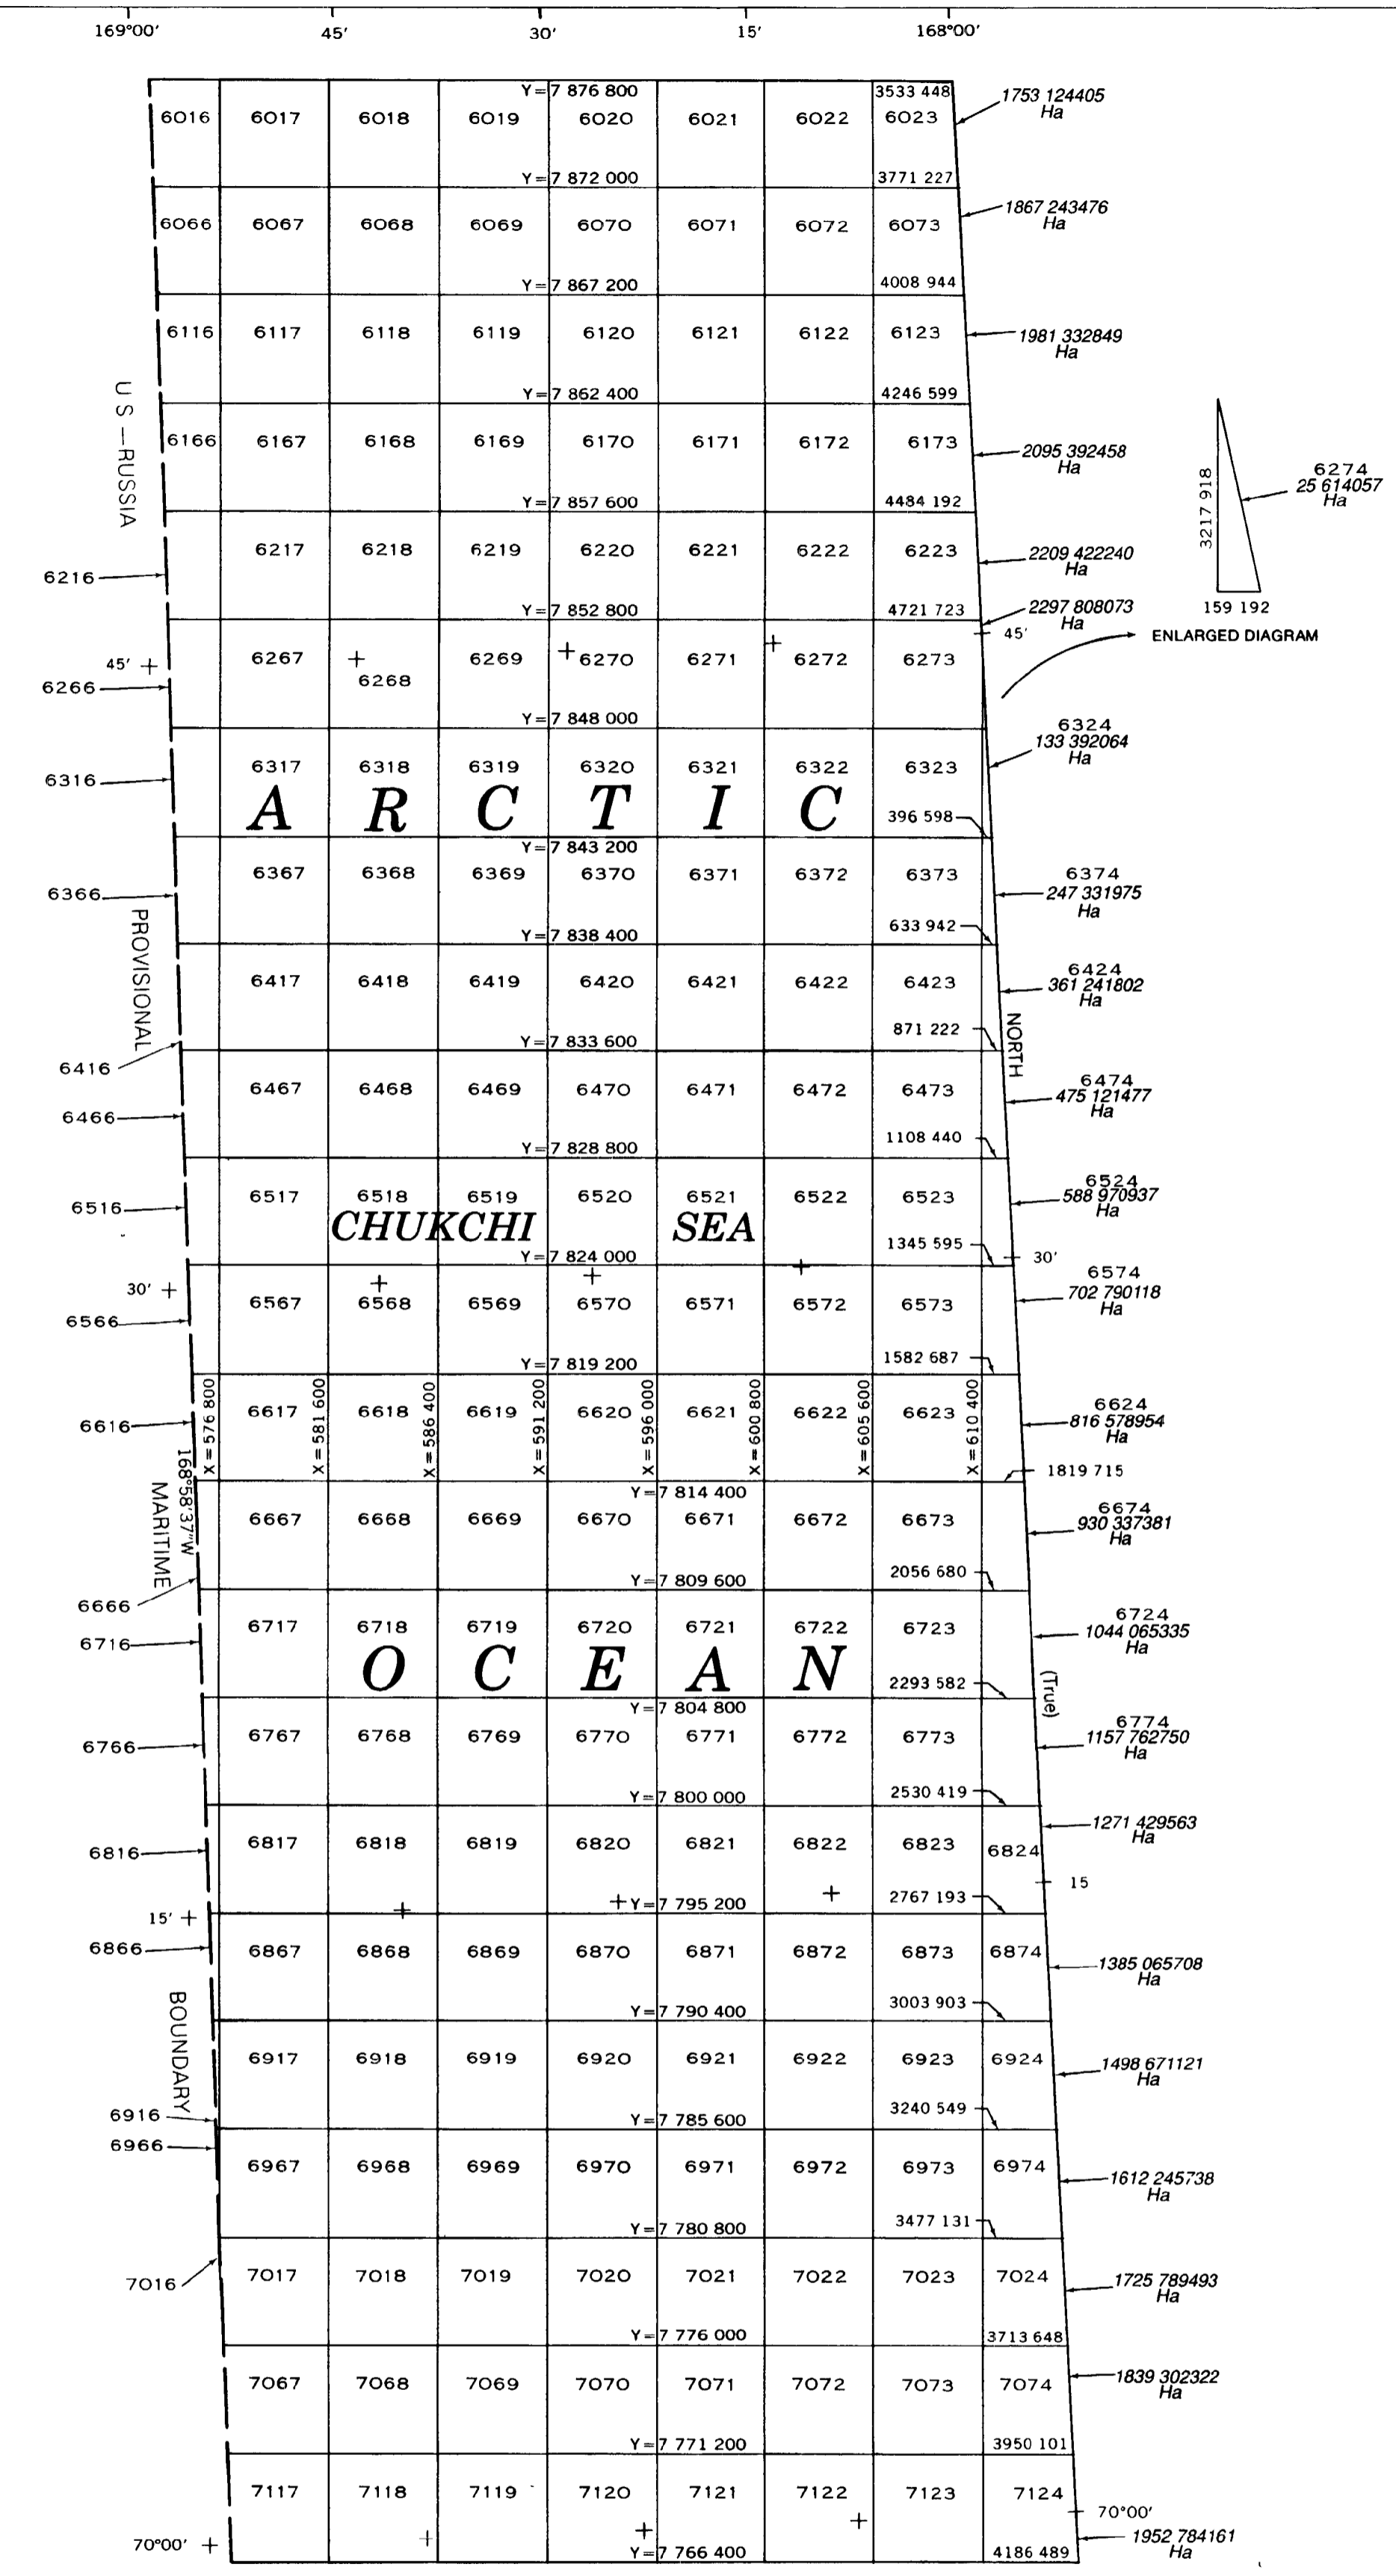 169°00' 45' 30' 15' 168°00'
Y=7 876 800 3533 448
6016 6017 6018 6019 6020 6021 6022 6023
1753 124405
Ha
Y=7 872 000 3771 227
6066 6067 6068 6069 6070 6071 6072 6073
1867 243476
Ha
Y=7 867 200 4008 944
6116 6117 6118 6119 6120 6121 6122 6123
1981 332849
Ha
Y=7 862 400 4246 599
6166 6167 6168 6169 6170 6171 6172 6173
2095 392458
Ha
Y=7 857 600 4484 192
6216 6217 6218 6219 6220 6221 6222 6223
2209 422240
Ha
Y=7 852 800 4721 723
2297 808073
Ha
45' 45'
6266 6267 6268 6269 6270 6271 6272 6273
Y=7 848 000
3217 918
6274
25 614057
Ha
159 192
ENLARGED DIAGRAM
6316 6317 6318 6319 6320 6321 6322 6323
6324
133 392064
Ha
ARCTIC
396 598
Y=7 843 200
6366 6367 6368 6369 6370 6371 6372 6373
6374
247 331975
Ha
Y=7 838 400 633 942
6416 6417 6418 6419 6420 6421 6422 6423
6424
361 241802
Ha
Y=7 833 600 871 222
6466 6467 6468 6469 6470 6471 6472 6473
6474
475 121477
Ha
Y=7 828 800 1108 440
6516 6517 6518 6519 6520 6521 6522 6523
6524
588 970937
Ha
CHUKCHI SEA
Y=7 824 000 1345 595
30' 30'
6566 6567 6568 6569 6570 6571 6572 6573
6574
702 790118
Ha
Y=7 819 200 1582 687
X=579 800 X=581 600 X=586 400 X=591 200 X=596 000 X=600 800 X=605 600 X=610 400
6616 6617 6618 6619 6620 6621 6622 6623
6624
816 578954
Ha
1819 715
Y=7 814 400
6666 6667 6668 6669 6670 6671 6672 6673
6674
930 337381
Ha
Y=7 809 600 2056 680
6716 6717 6718 6719 6720 6721 6722 6723
6724
1044 065335
Ha
OCEAN
2293 582
Y=7 804 800
6766 6767 6768 6769 6770 6771 6772 6773
6774
1157 762750
Ha
Y=7 800 000 2530 419
6816 6817 6818 6819 6820 6821 6822 6823 6824
1271 429563
Ha
Y=7 795 200 2767 193
15' 15
6866 6867 6868 6869 6870 6871 6872 6873 6874
1385 065708
Ha
Y=7 790 400 3003 903
6916 6917 6918 6919 6920 6921 6922 6923 6924
1498 671121
Ha
Y=7 785 600 3240 549
6966 6967 6968 6969 6970 6971 6972 6973 6974
1612 245738
Ha
Y=7 780 800 3477 131
7016 7017 7018 7019 7020 7021 7022 7023 7024
1725 789493
Ha
Y=7 776 000 3713 648
7067 7068 7069 7070 7071 7072 7073 7074
1839 302322
Ha
Y=7 771 200 3950 101
7117 7118 7119 7120 7121 7122 7123 7124
70°00' 70°00'
1952 784161
Ha
Y=7 766 400 4186 489
US—RUSSIA
PROVISIONAL
MARITIME
168°58'37"W
BOUNDARY
NORTH
(True)